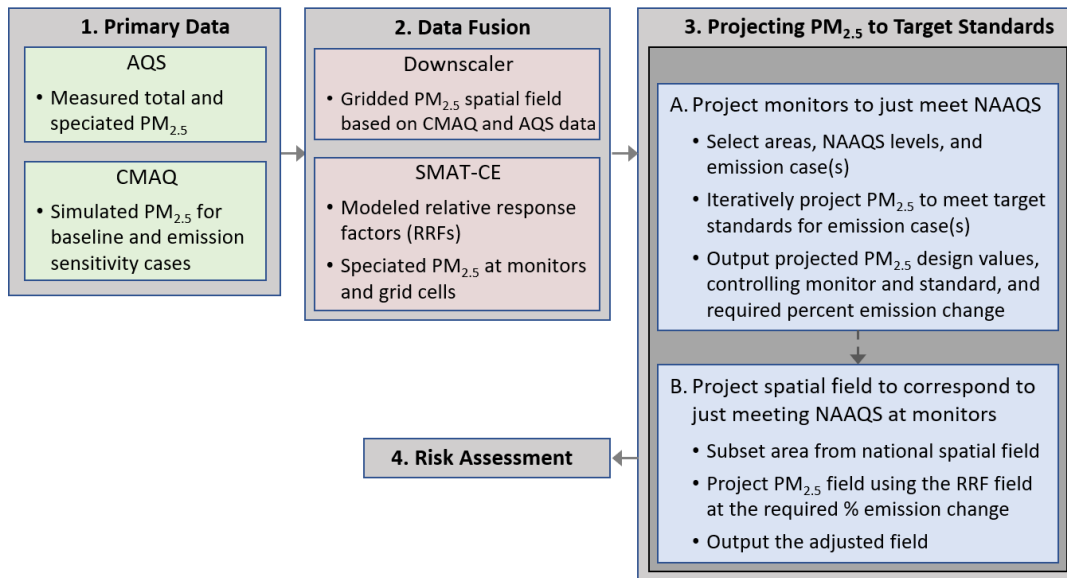 1. Primary Data
AQS
• Measured total and
speciated PM2.5
CMAQ
• Simulated PM2.5 for
baseline and emission
sensitivity cases
2. Data Fusion
Downscaler
• Gridded PM2.5 spatial field
based on CMAQ and AQS data
SMAT-CE
• Modeled relative response
factors (RRFs)
• Speciated PM2.5 at monitors
and grid cells
3. Projecting PM2.5 to Target Standards
A. Project monitors to just meet NAAQS
• Select areas, NAAQS levels, and
emission case(s)
• Iteratively project PM2.5 to meet target
standards for emission case(s)
• Output projected PM2.5 design values,
controlling monitor and standard, and
required percent emission change
B. Project spatial field to correspond to
just meeting NAAQS at monitors
• Subset area from national spatial field
• Project PM2.5 field using the RRF field
at the required % emission change
• Output the adjusted field
4. Risk Assessment